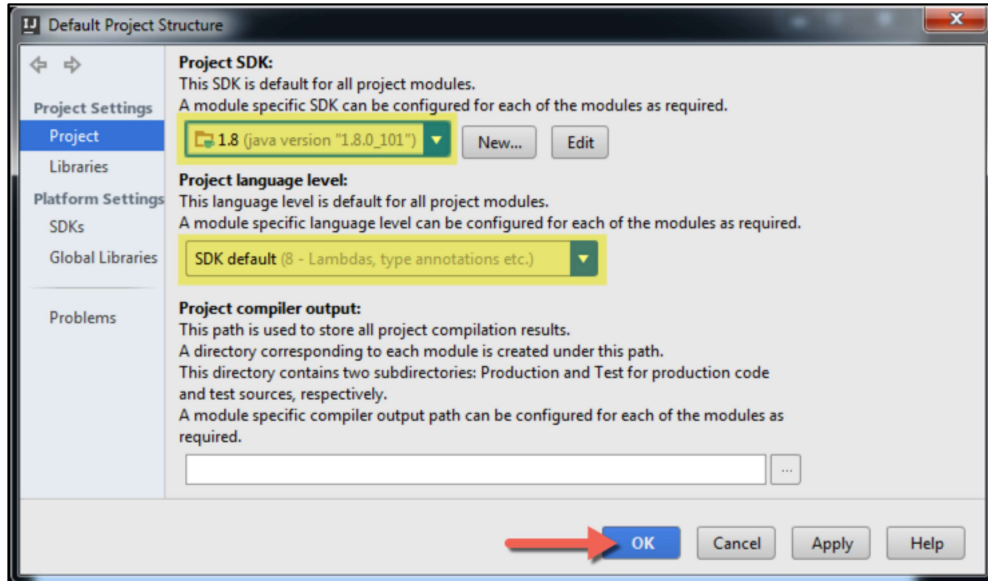 Default Project Structure
Project Settings
Project
Libraries
Platform Settings
SDKs
Global Libraries
Problems
Project SDK:
This SDK is default for all project modules.
A module specific SDK can be configured for each of the modules as required.
1.8 (java version "1.8.0_101")
New...
Edit
Project language level:
This language level is default for all project modules.
A module specific language level can be configured for each of the modules as required.
SDK default (8 - Lambdas, type annotations etc.)
Project compiler output:
This path is used to store all project compilation results.
A directory corresponding to each module is created under this path.
This directory contains two subdirectories: Production and Test for production code
and test sources, respectively.
A module specific compiler output path can be configured for each of the modules as
required.
...
OK
Cancel
Apply
Help